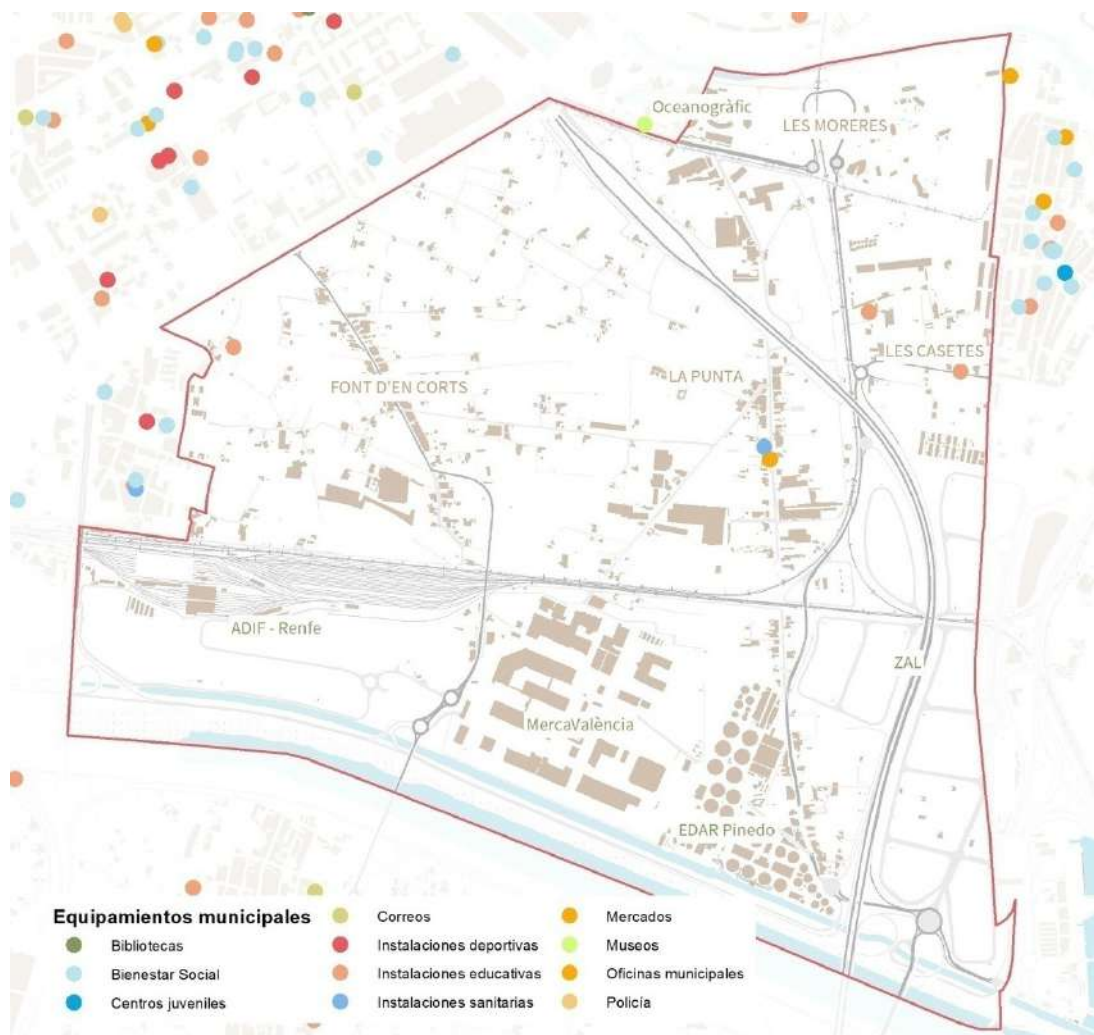 Oceanogràfic
LES MORERES
LES CASETES
LA PUNTA
FONT D'EN CORTS
ADIF - Renfe
ZAL
MercaValència
EDAR Pinedo
Equipamientos municipales
Bibliotecas
Bienestar Social
Centros juveniles
Correos
Instalaciones deportivas
Instalaciones educativas
Instalaciones sanitarias
Mercados
Museos
Oficinas municipales
Policía